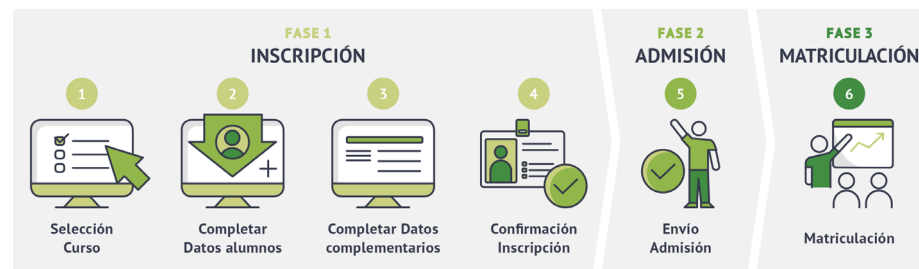 FASE 1
INSCRIPCIÓN
FASE 2
ADMISIÓN
FASE 3
MATRICULACIÓN
1
2
3
4
5
6
Selección
Curso
Completar
Datos alumnos
Completar Datos
complementarios
Confirmación
Inscripción
Envío
Admisión
Matriculación